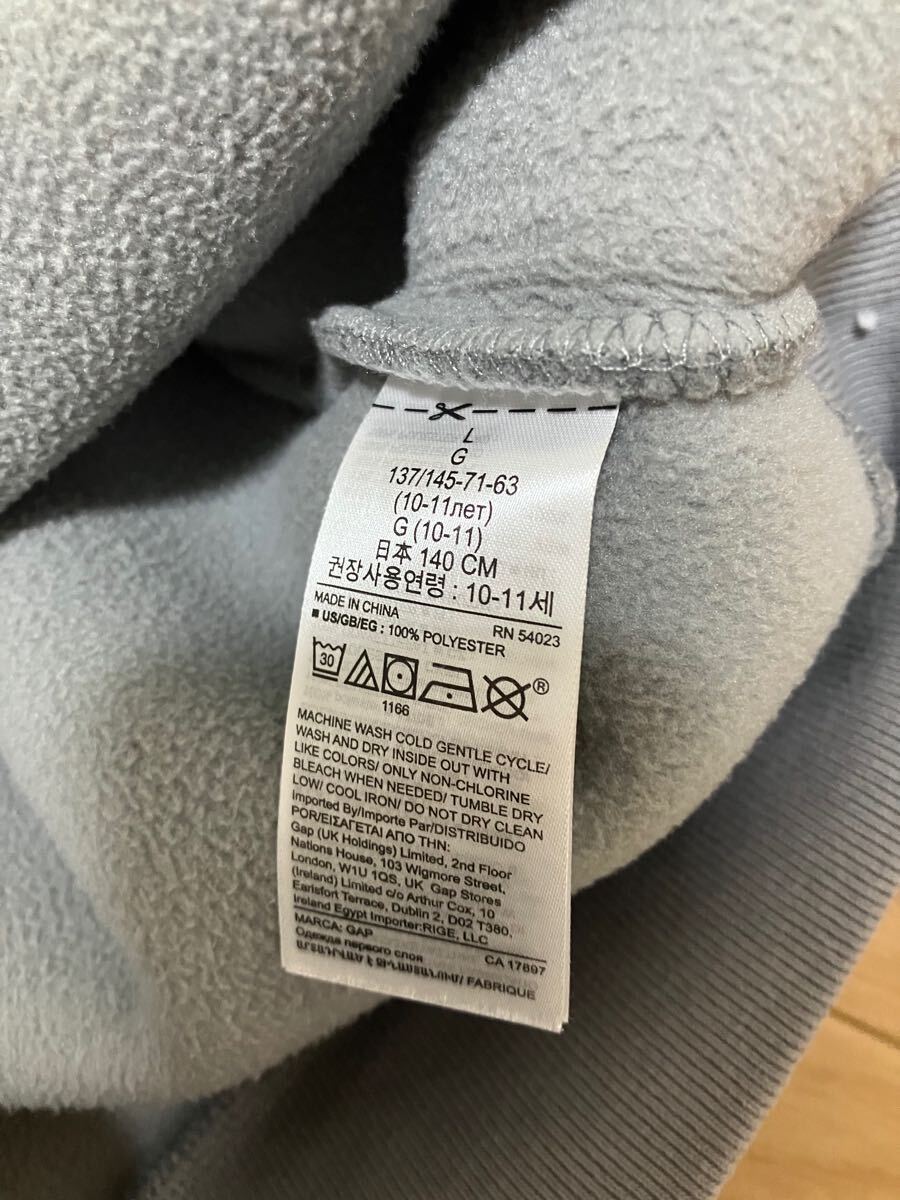 L
G
137/145-71-63
(10-11лет)
G (10-11)
日本 140 CM
권장사용연령 : 10-11세
MADE IN CHINA RN 54023
■ US/GB/EG : 100% POLYESTER
30
®
1166
MACHINE WASH COLD GENTLE CYCLE/
WASH AND DRY INSIDE OUT WITH
LIKE COLORS/ ONLY NON-CHLORINE
BLEACH WHEN NEEDED/ TUMBLE DRY
LOW/ COOL IRON/ DO NOT DRY CLEAN
Imported By/Importe Par/DISTRIBUIDO
POR/ΕΙΣΑΓΕΤΑΙ ΑΠΟ ΤΗΝ:
Gap (UK Holdings) Limited, 2nd Floor
Nations House, 103 Wigmore Street,
London, W1U 1QS, UK Gap Stores
(Ireland) Limited c/o Arthur Cox, 10
Earlsfort Terrace, Dublin 2, D02 T380,
Ireland Egypt Importer:RIGE, LLC
MARCA: GAP
Одежда первого слоя CA 17897
ԱՐՏԱԴՐՎԱԾ Է ՉԻՆԱՍՏԱՆՈՒՄ/ FABRIQUE